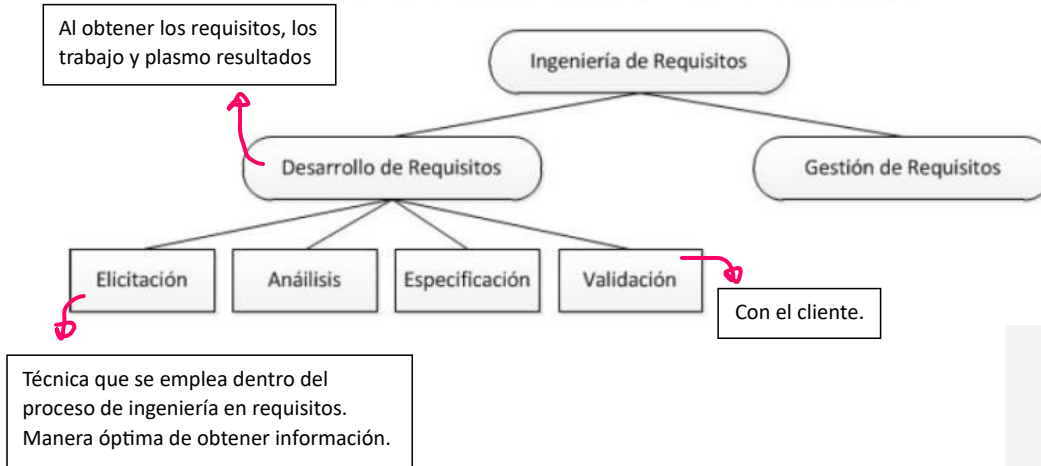 Al obtener los requisitos, los
trabajo y plasmo resultados
Ingeniería de Requisitos
Desarrollo de Requisitos
Gestión de Requisitos
Elicitación
Anáilisis
Especificación
Validación
Con el cliente.
Técnica que se emplea dentro del
proceso de ingeniería en requisitos.
Manera óptima de obtener información.